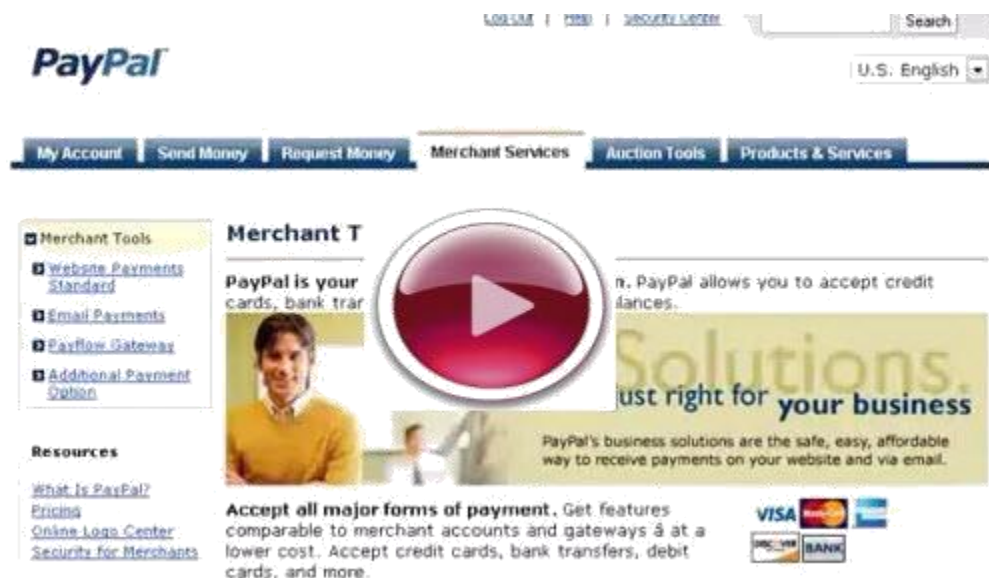 Log Out | Help | Security Center
Search
PayPal
U.S. English
My Account
Send Money
Request Money
Merchant Services
Auction Tools
Products & Services
Merchant Tools
Website Payments
Standard
Email Payments
Payflow Gateway
Additional Payment
Option
Resources
What Is PayPal?
Pricing
Online Logo Center
Security for Merchants
Merchant T
PayPal is your n. PayPal allows you to accept credit
cards, bank tran lances.
Solutions.
just right for your business
PayPal's business solutions are the safe, easy, affordable
way to receive payments on your website and via email.
Accept all major forms of payment. Get features
comparable to merchant accounts and gateways â at a
lower cost. Accept credit cards, bank transfers, debit
cards, and more.
VISA MasterCard
DISCOVER BANK